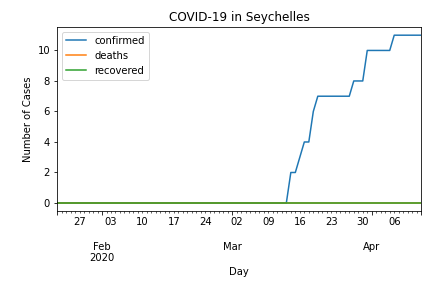 COVID-19 in Seychelles
confirmed
deaths
recovered
Number of Cases
10
8
6
4
2
0
27 03 10 17 24 02 09 16 23 30 06
Feb Mar Apr
2020
Day